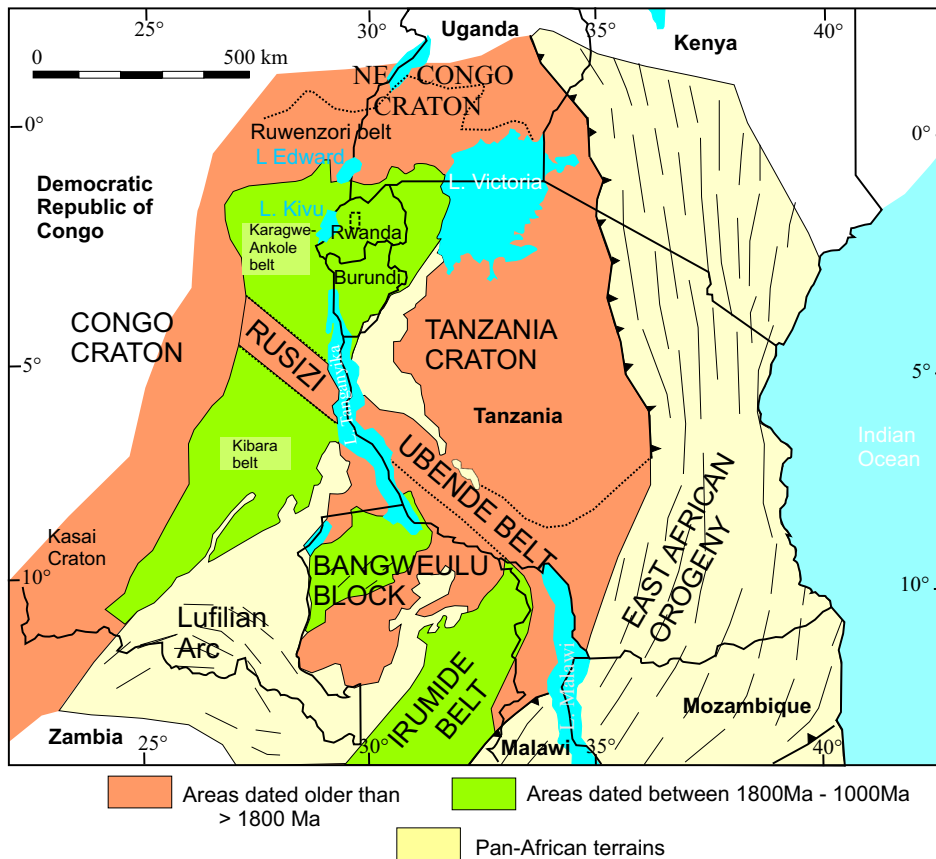 25°
30°
Uganda
35°
Kenya
40°
0
500 km
NE CONGO
CRATON
0°
0°
Ruwenzori belt
L Edward
L. Victoria
Democratic
Republic of
Congo
L. Kivu
Karagwe-
Ankole
belt
Rwanda
Burundi
CONGO
CRATON
RUSIZI
TANZANIA
CRATON
5°
5°
L. Tanganyika
Tanzania
Indian
Ocean
Kibara
belt
UBENDE BELT
EAST AFRICAN
OROGENY
Kasai
Craton
10°
10°
BANGWEULU
BLOCK
Lufilian
Arc
IRUMIDE
BELT
L. Malawi
Mozambique
Zambia
25°
30°
Malawi
35°
40°
Areas dated older than
> 1800 Ma
Areas dated between 1800Ma - 1000Ma
Pan-African terrains